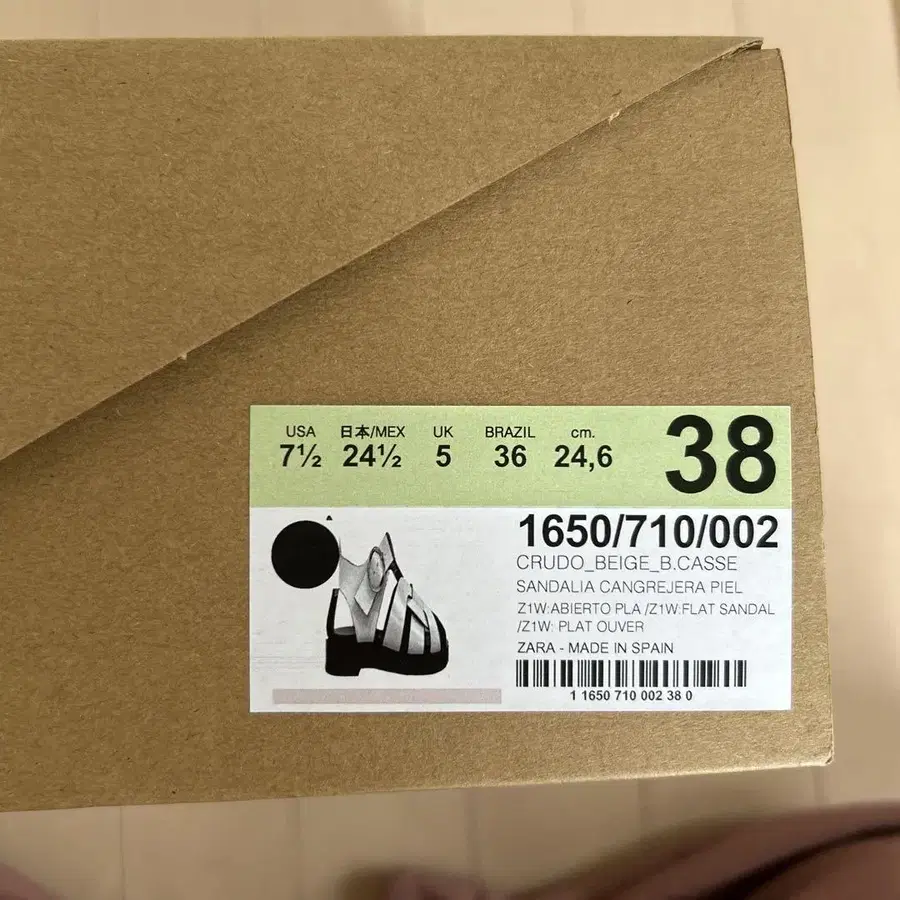 USA 日本/MEX UK BRAZIL cm.
7½ 24½ 5 36 24,6
38
1650/710/002
CRUDO_BEIGE_B.CASSE
SANDALIA CANGREJERA PIEL
Z1W:ABIERTO PLA /Z1W:FLAT SANDAL
/Z1W: PLAT OUVER
ZARA - MADE IN SPAIN
1 1650 710 002 38 0